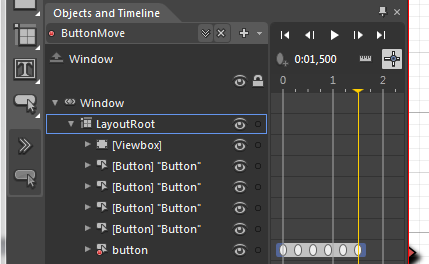 Objects and Timeline
ButtonMove
Window
0:01,500
0 1 2
Window
LayoutRoot
[Viewbox]
[Button] "Button"
[Button] "Button"
[Button] "Button"
[Button] "Button"
button